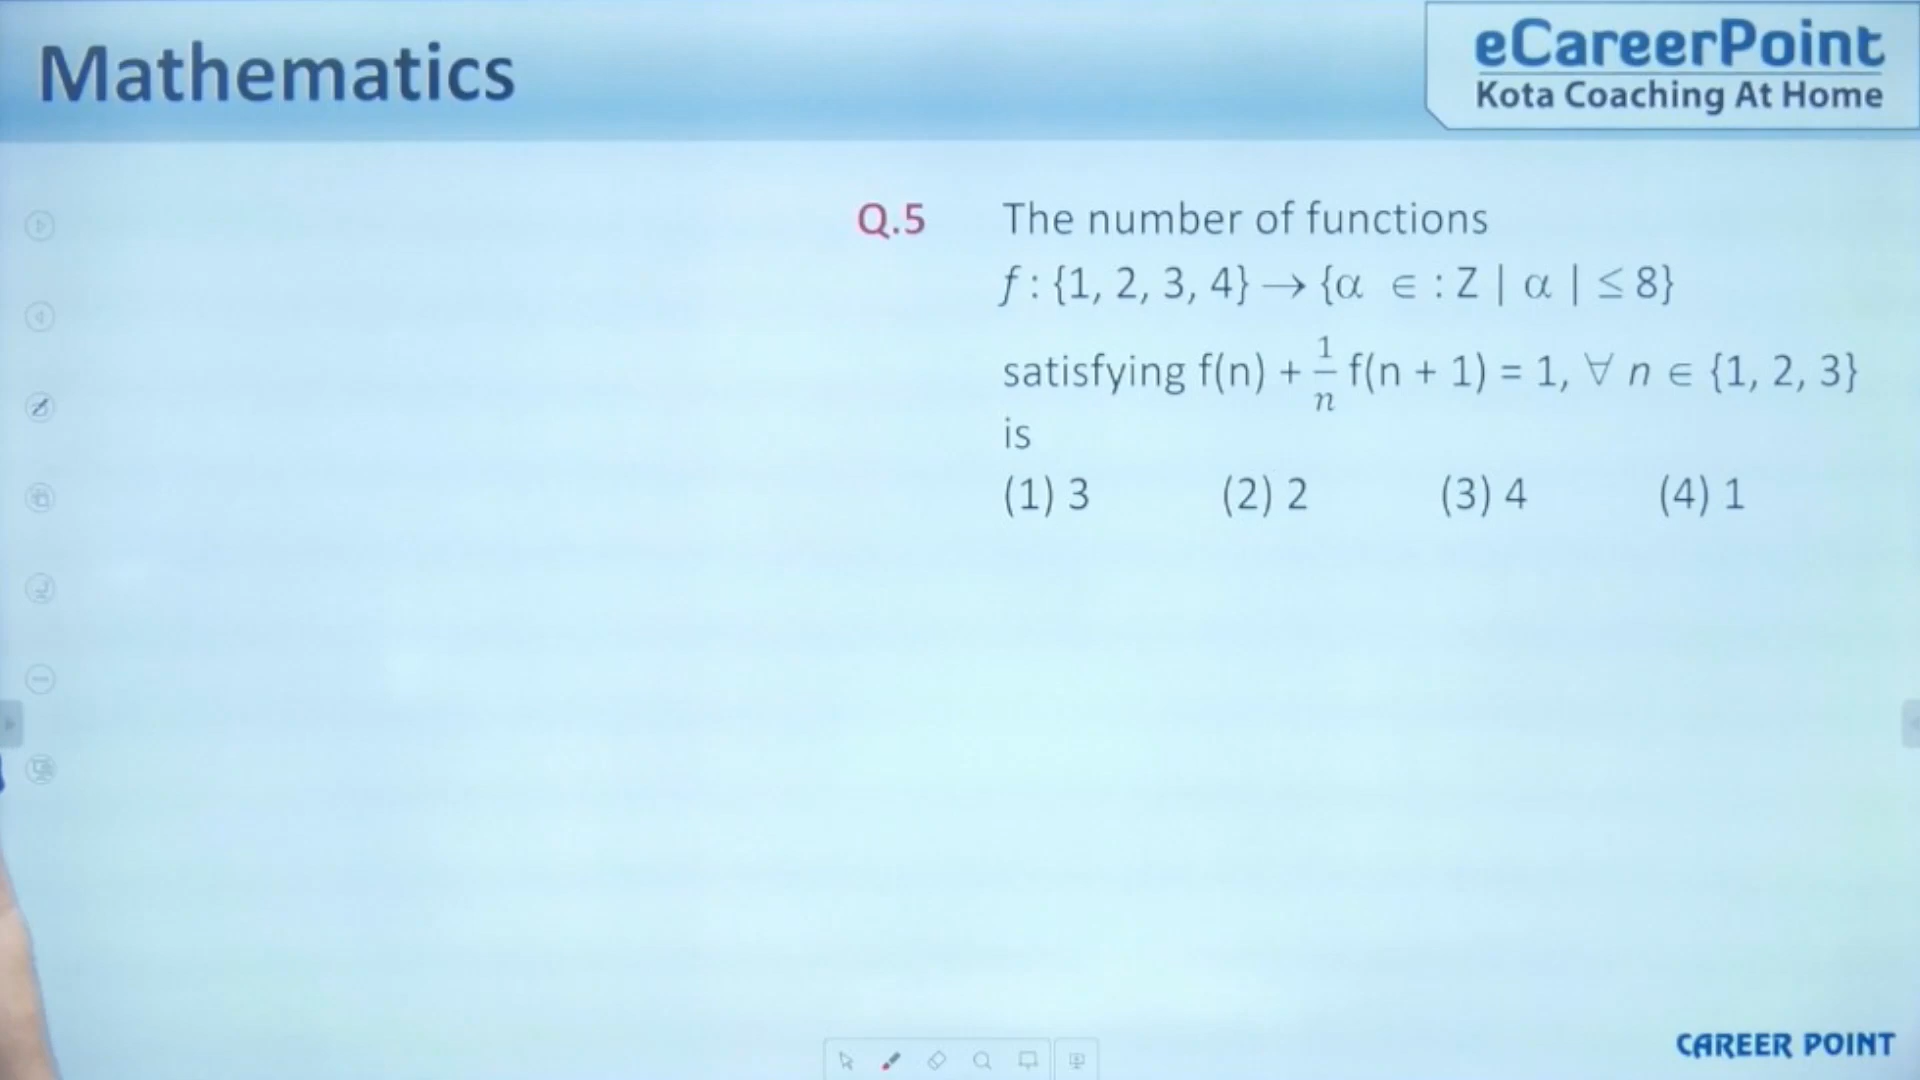 Mathematics
eCareerPoint
Kota Coaching At Home
Q.5 The number of functions
f : {1, 2, 3, 4} → {α ∈ : Z | α | ≤ 8}
satisfying f(n) + 1/n f(n + 1) = 1, ∀ n ∈ {1, 2, 3}
is
(1) 3 (2) 2 (3) 4 (4) 1
CAREER POINT